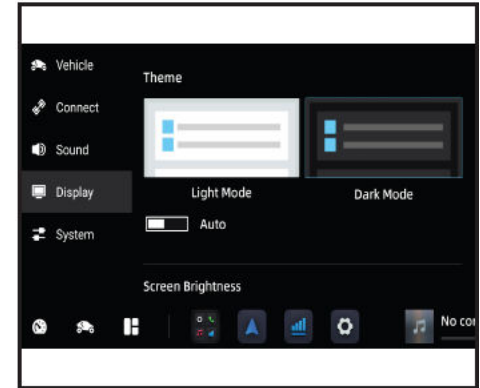 Vehicle
Theme
Connect
Sound
Display
Light Mode
Dark Mode
Auto
System
Screen Brightness
No co